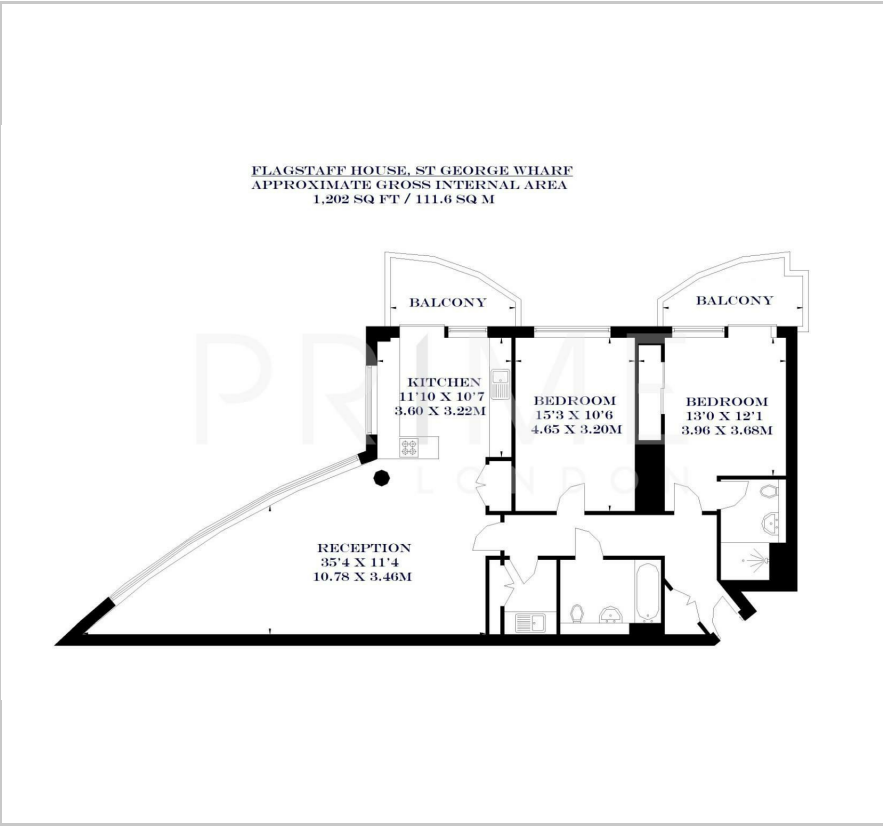 FLAGSTAFF HOUSE, ST GEORGE WHARF
APPROXIMATE GROSS INTERNAL AREA
1,202 SQ FT / 111.6 SQ M
BALCONY
BALCONY
PRIME
LONDON
KITCHEN
11'10 X 10'7
3.60 X 3.22M
BEDROOM
15'3 X 10'6
4.65 X 3.20M
BEDROOM
13'0 X 12'1
3.96 X 3.68M
RECEPTION
35'4 X 11'4
10.78 X 3.46M